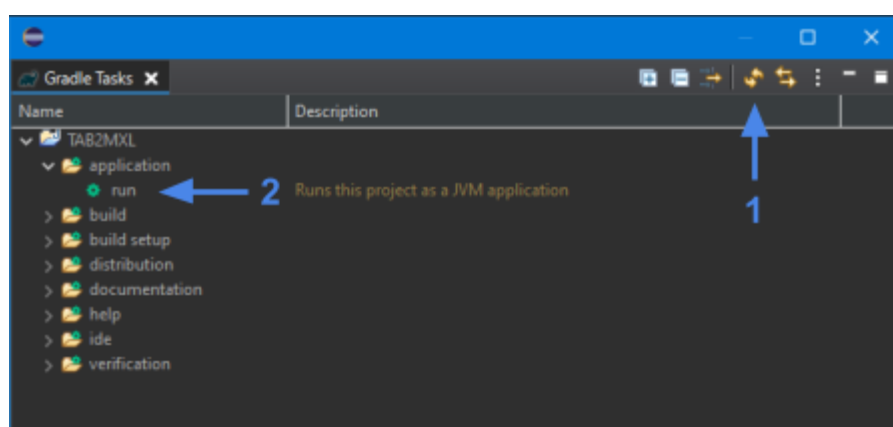 Gradle Tasks
Name Description
TAB2MXL
application
run 2 Runs this project as a JVM application
1
build
build setup
distribution
documentation
help
ide
verification